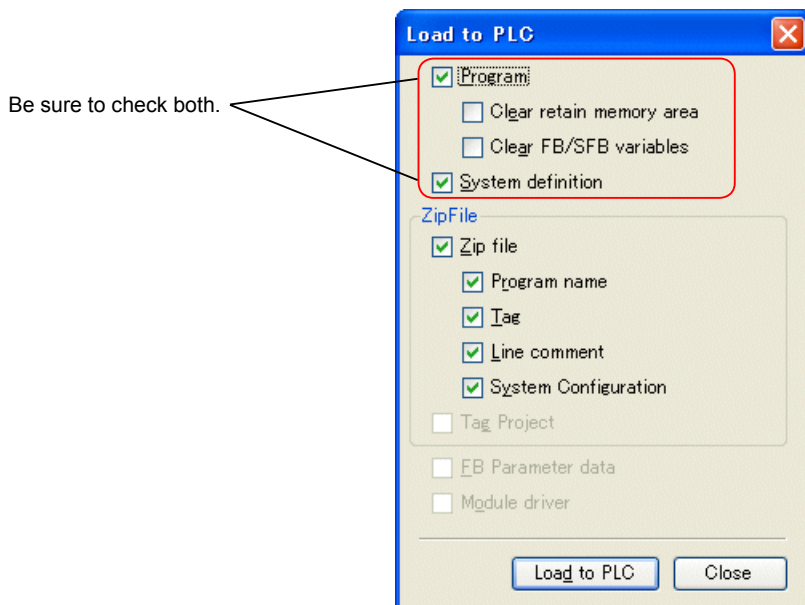 Load to PLC
Be sure to check both.
Program
Clear retain memory area
Clear FB/SFB variables
System definition
ZipFile
Zip file
Program name
Tag
Line comment
System Configuration
Tag Project
FB Parameter data
Module driver
Load to PLC
Close